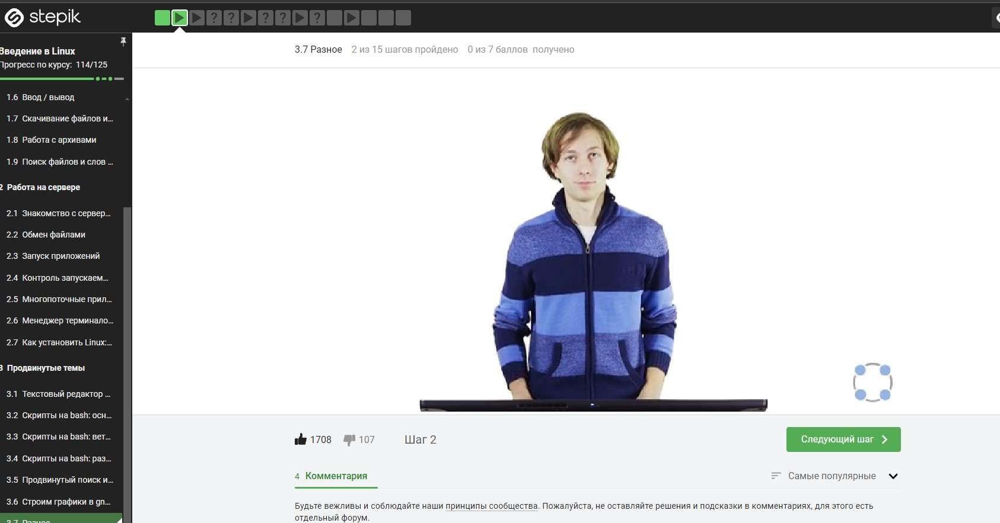 stepik
? ? ? ? ?
Введение в Linux
Прогресс по курсу: 114/125
1.6 Ввод / вывод
1.7 Скачивание файлов и…
1.8 Работа с архивами
1.9 Поиск файлов и слов …
2 Работа на сервере
2.1 Знакомство с сервер…
2.2 Обмен файлами
2.3 Запуск приложений
2.4 Контроль запускаем…
2.5 Многопоточные прил…
2.6 Менеджер терминало…
2.7 Как установить Linux:…
3 Продвинутые темы
3.1 Текстовый редактор …
3.2 Скрипты на bash: осн…
3.3 Скрипты на bash: вет…
3.4 Скрипты на bash: раз…
3.5 Продвинутый поиск и…
3.6 Строим графики в gn…
3.7 Разное
3.7 Разное 2 из 15 шагов пройдено 0 из 7 баллов получено
1708 107 Шаг 2
Следующий шаг
4 Комментария
Самые популярные
Будьте вежливы и соблюдайте наши принципы сообщества. Пожалуйста, не оставляйте решения и подсказки в комментариях, для этого есть
отдельный форум.